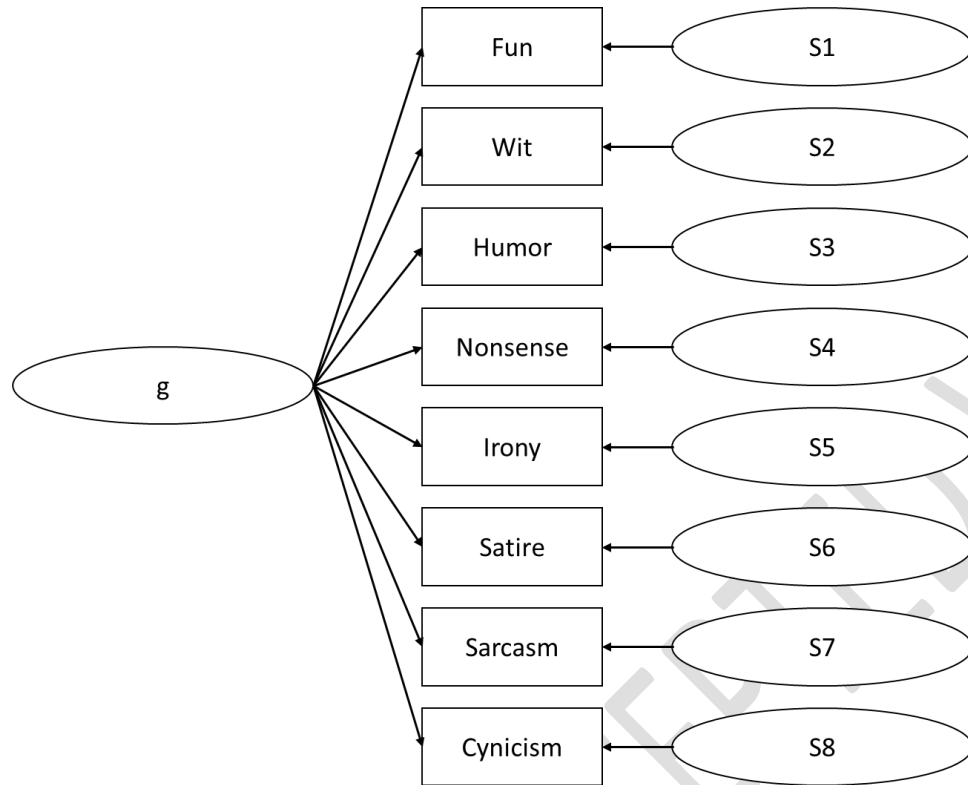 Fun
S1
Wit
S2
Humor
S3
Nonsense
S4
g
Irony
S5
Satire
S6
Sarcasm
S7
Cynicism
S8